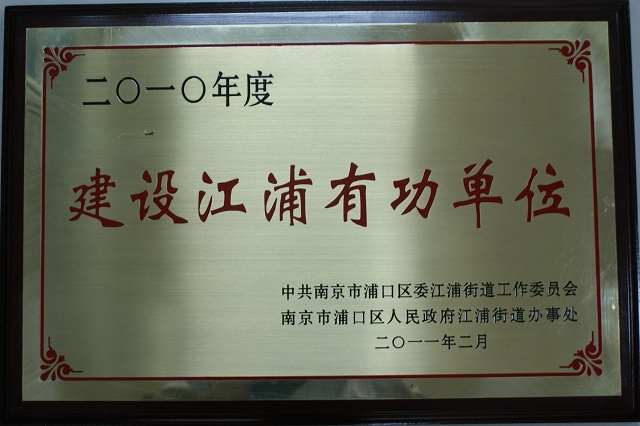 二〇一〇年度
建设江浦有功单位
中共南京市浦口区委江浦街道工作委员会
南京市浦口区人民政府江浦街道办事处
二〇一一年二月